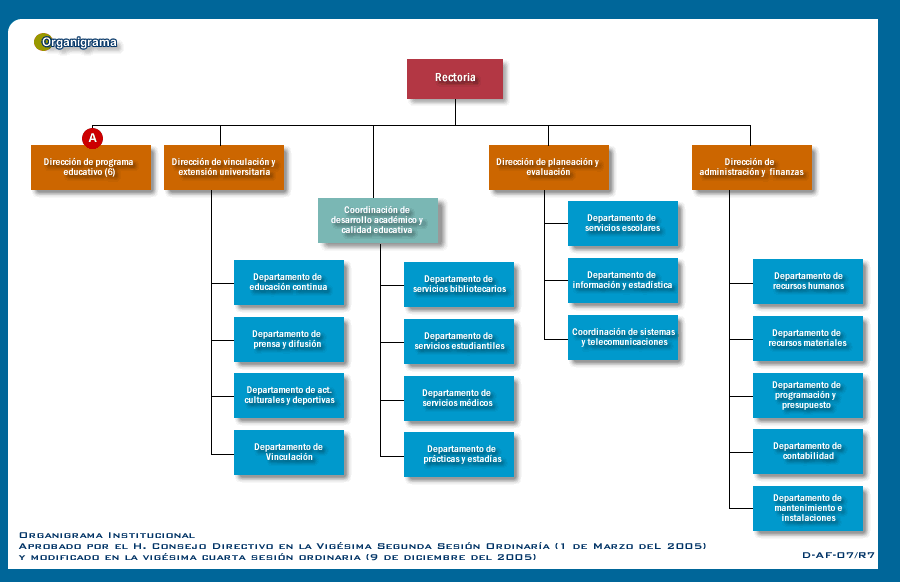 Organigrama
Rectoria
A
Dirección de programa
educativo (6)
Dirección de vinculación y
extensión universitaria
Dirección de planeación y
evaluación
Dirección de
administración y finanzas
Coordinación de
desarrollo académico y
calidad educativa
Departamento de
educación continua
Departamento de
prensa y difusión
Departamento de act.
culturales y deportivas
Departamento de
Vinculación
Departamento de
servicios bibliotecarios
Departamento de
servicios estudiantiles
Departamento de
servicios médicos
Departamento de
prácticas y estadías
Departamento de
servicios escolares
Departamento de
información y estadística
Coordinación de sistemas
y telecomunicaciones
Departamento de
recursos humanos
Departamento de
recursos materiales
Departamento de
programación y
presupuesto
Departamento de
contabilidad
Departamento de
mantenimiento e
instalaciones
Organigrama Institucional
Aprobado por el H. Consejo Directivo en la Vigésima Segunda Sesión Ordinaría (1 de Marzo del 2005)
y modificado en la vigésima cuarta sesión ordinaria (9 de diciembre del 2005)
D-AF-07/R7